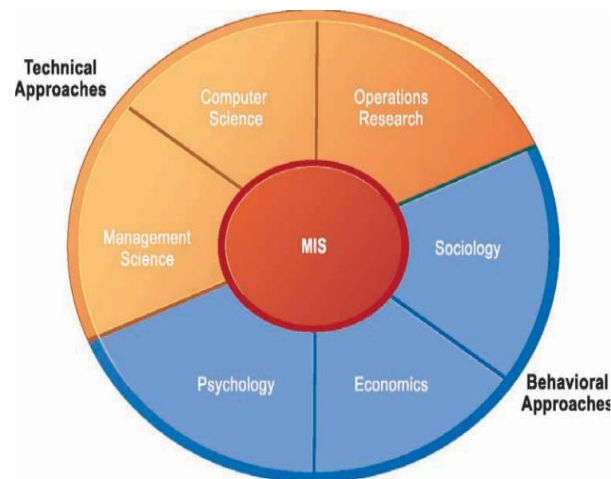 Technical
Approaches
Computer
Science
Operations
Research
Management
Science
MIS
Sociology
Psychology
Economics
Behavioral
Approaches